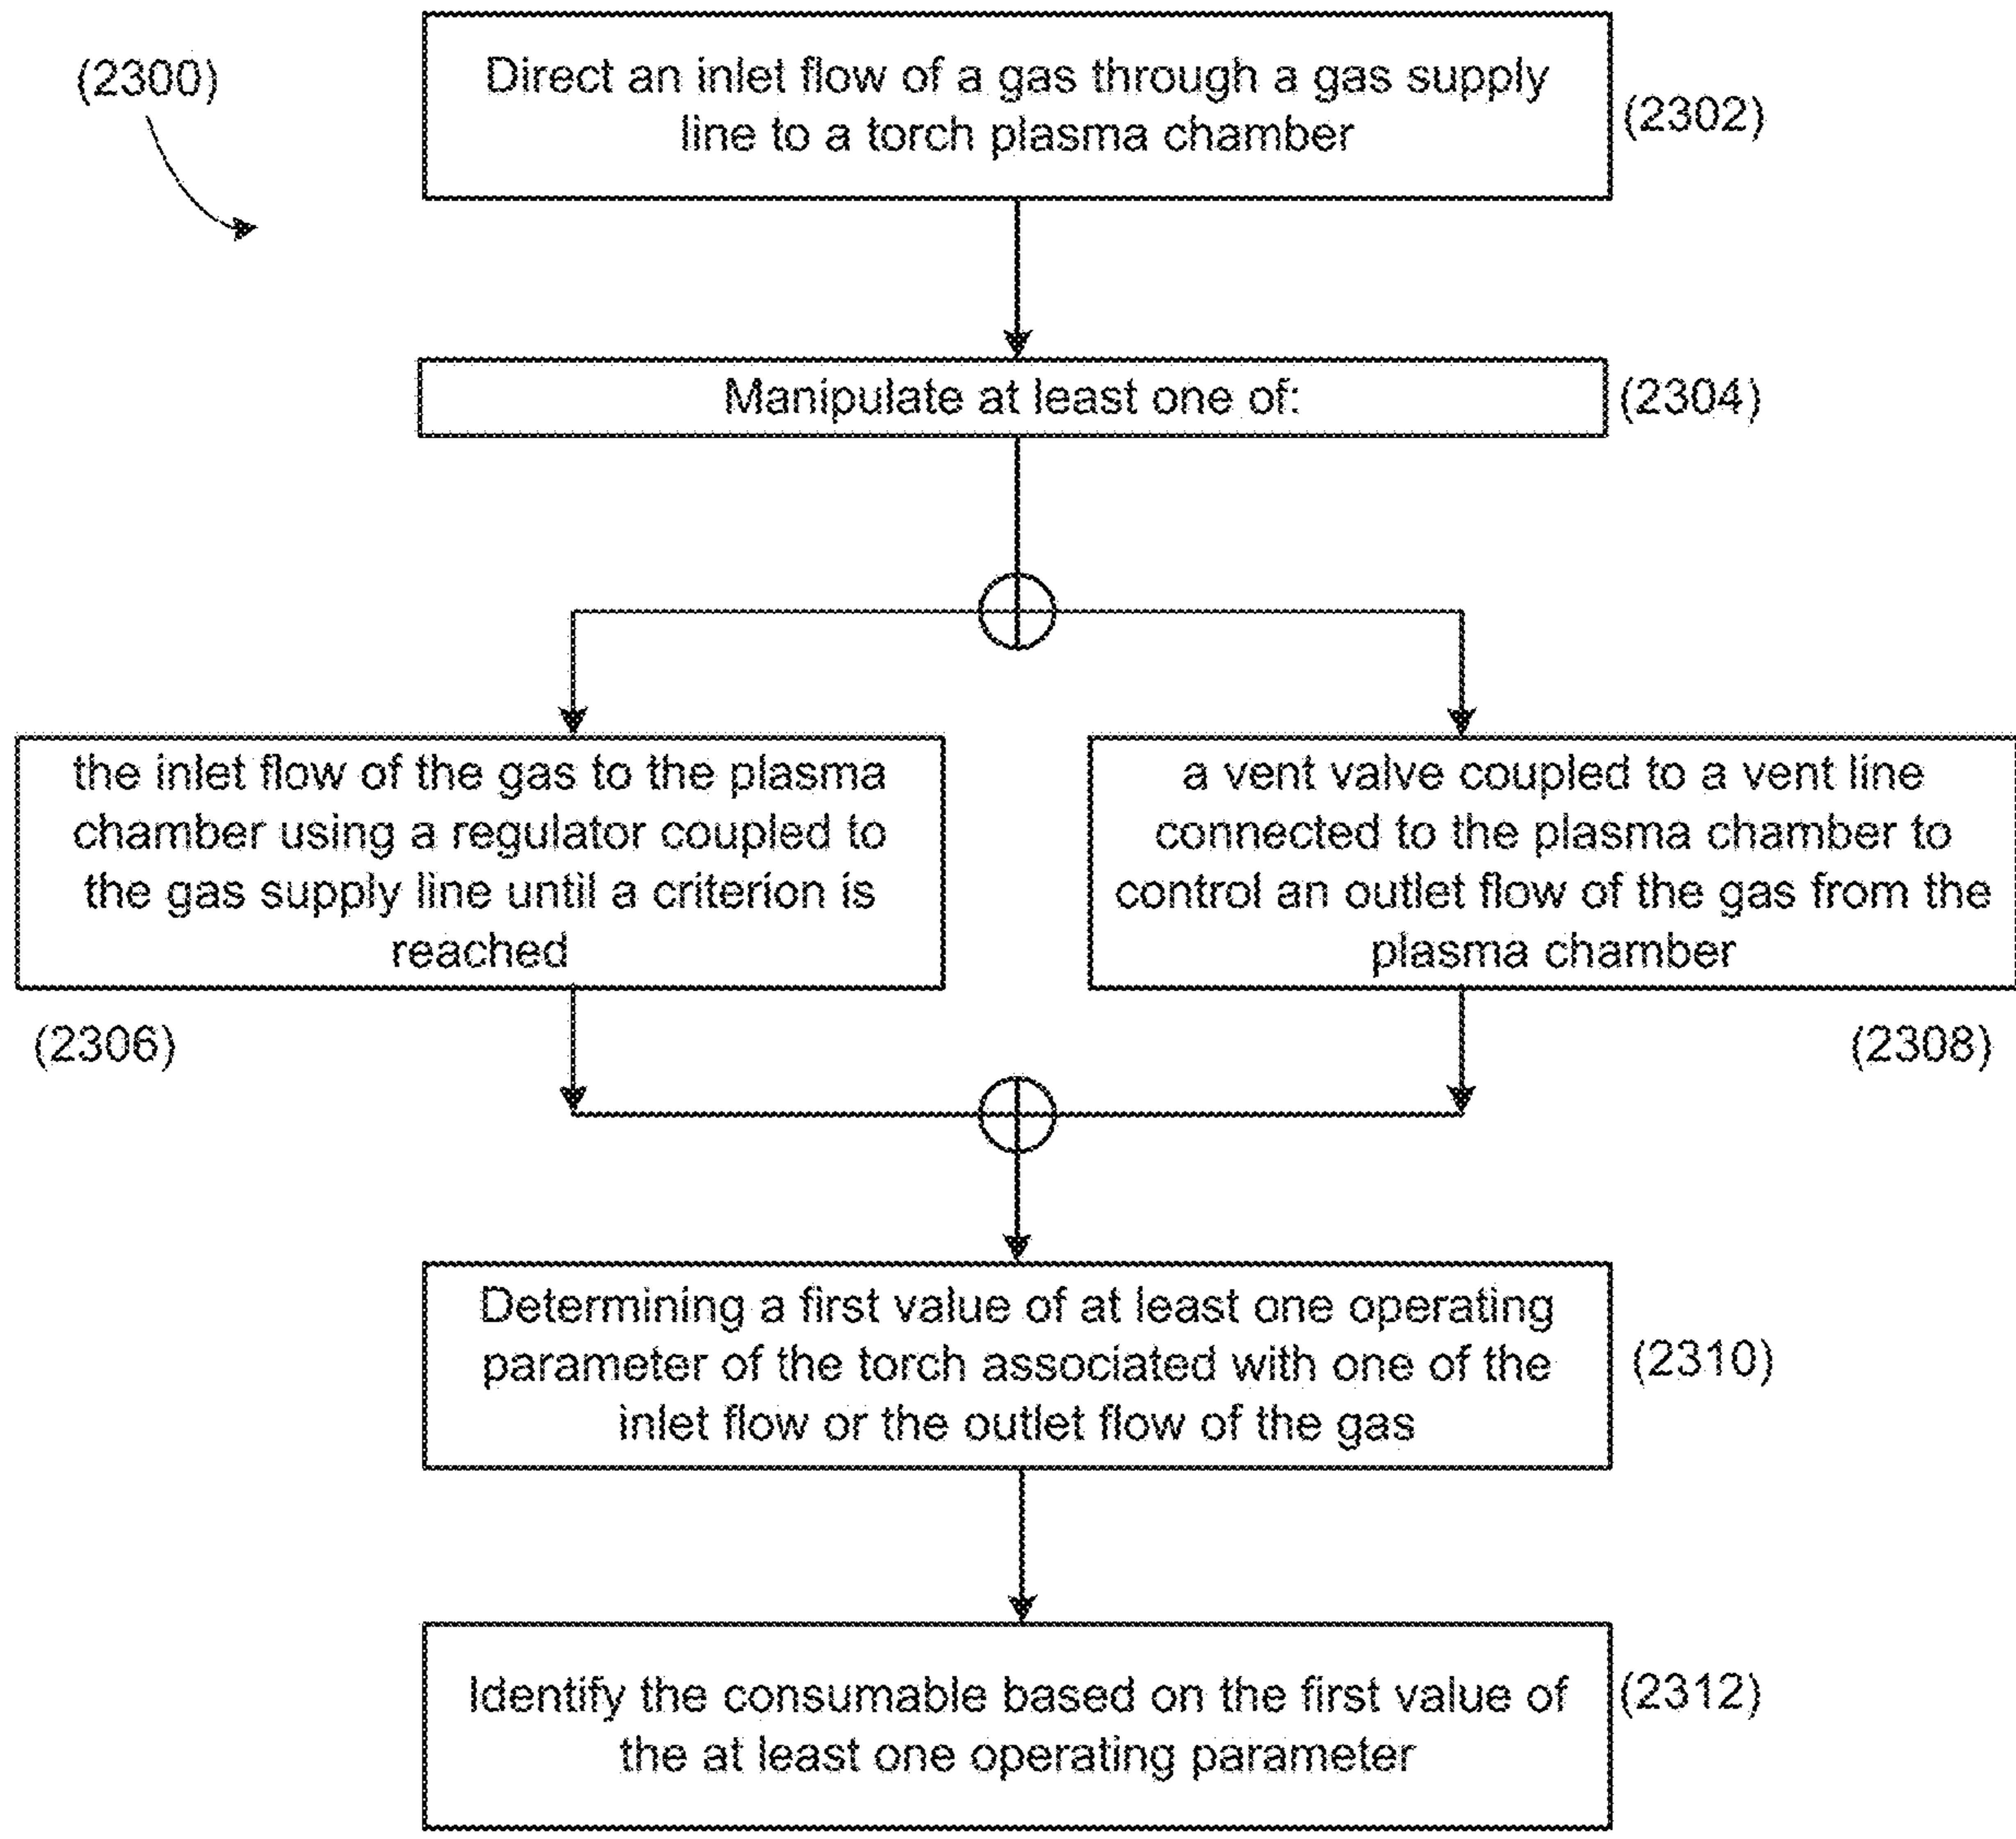 (2300)
Direct an inlet flow of a gas through a gas supply
line to a torch plasma chamber
(2302)
Manipulate at least one of:
(2304)
the inlet flow of the gas to the plasma
chamber using a regulator coupled to
the gas supply line until a criterion is
reached
(2306)
a vent valve coupled to a vent line
connected to the plasma chamber to
control an outlet flow of the gas from the
plasma chamber
(2308)
Determining a first value of at least one operating
parameter of the torch associated with one of the
inlet flow or the outlet flow of the gas
(2310)
Identify the consumable based on the first value of
the at least one operating parameter
(2312)